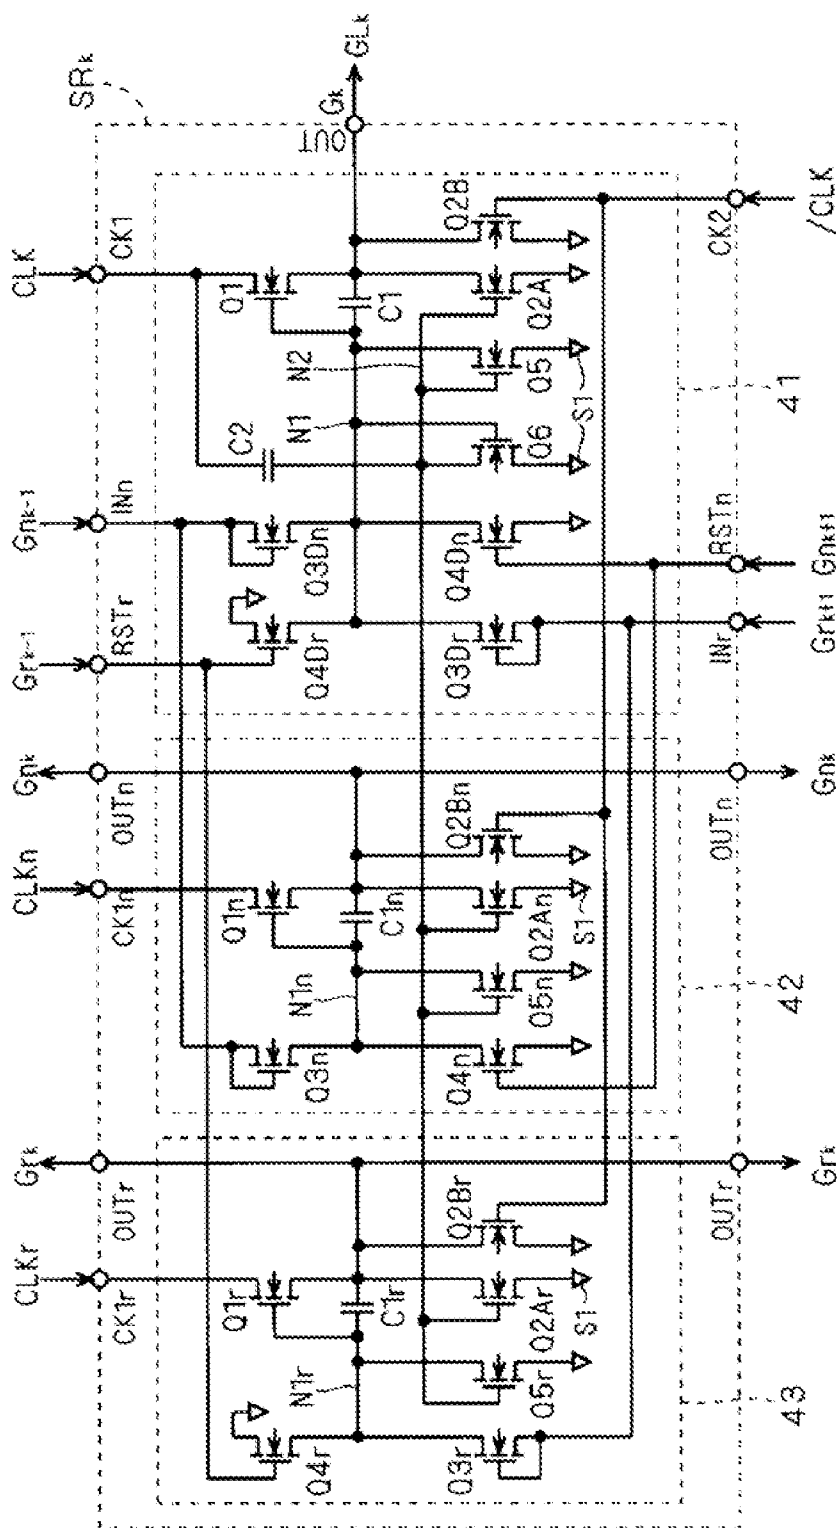 SRk
GLk
Gk
OUT
CLK
CK1
Q1
C1
Q2B
Q2A
N2
N1
C2
Q5
Q6
S1
CK2
/CLK
41
Gnk-1
INn
Grk-1
RSTr
Q3Dn
Q4Dr
Q4Dn
Q3Dr
RSTn
Gnk+1
INr
Grk+1
Gnk
OUTn
CLKn
CK1n
Q1n
C1n
N1n
Q3n
Q2Bn
Q2An
S1
Q5n
Q4n
OUTn
Gnk
42
Grk
OUTr
CLKr
CK1r
Q1r
C1r
N1r
Q4r
Q2Br
Q2Ar
S1
Q5r
Q3r
OUTr
Grk
43